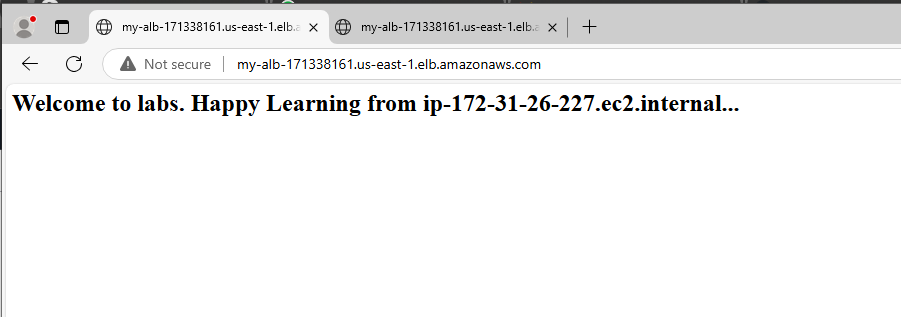 my-alb-171338161.us-east-1.elb.a
my-alb-171338161.us-east-1.elb.a
Not secure
my-alb-171338161.us-east-1.elb.amazonaws.com
Welcome to labs. Happy Learning from ip-172-31-26-227.ec2.internal...